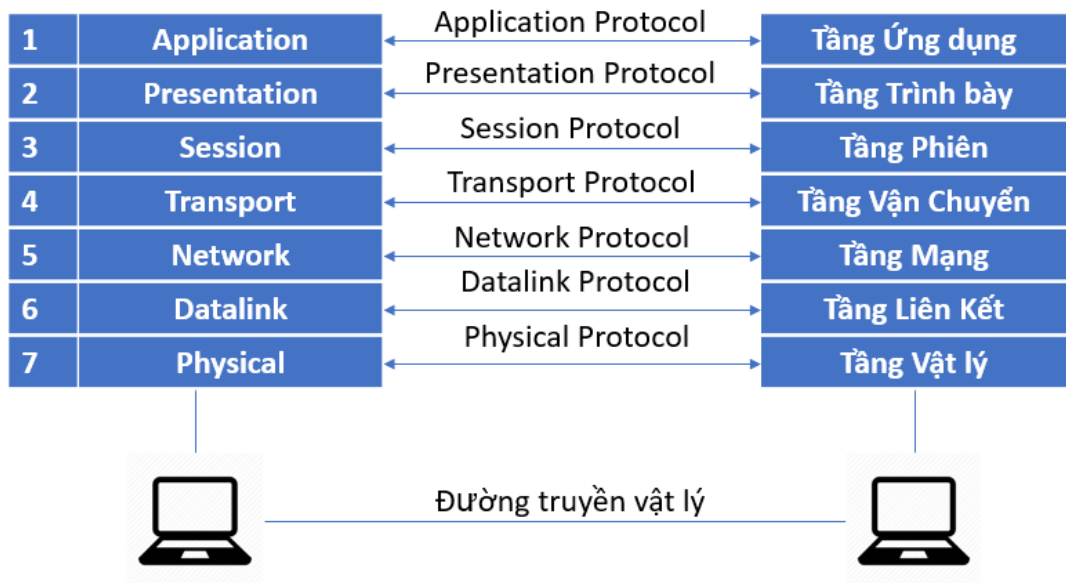 1 Application Application Protocol Tầng Ứng dụng
2 Presentation Presentation Protocol Tầng Trình bày
3 Session Session Protocol Tầng Phiên
4 Transport Transport Protocol Tầng Vận Chuyển
5 Network Network Protocol Tầng Mạng
6 Datalink Datalink Protocol Tầng Liên Kết
7 Physical Physical Protocol Tầng Vật lý
Đường truyền vật lý